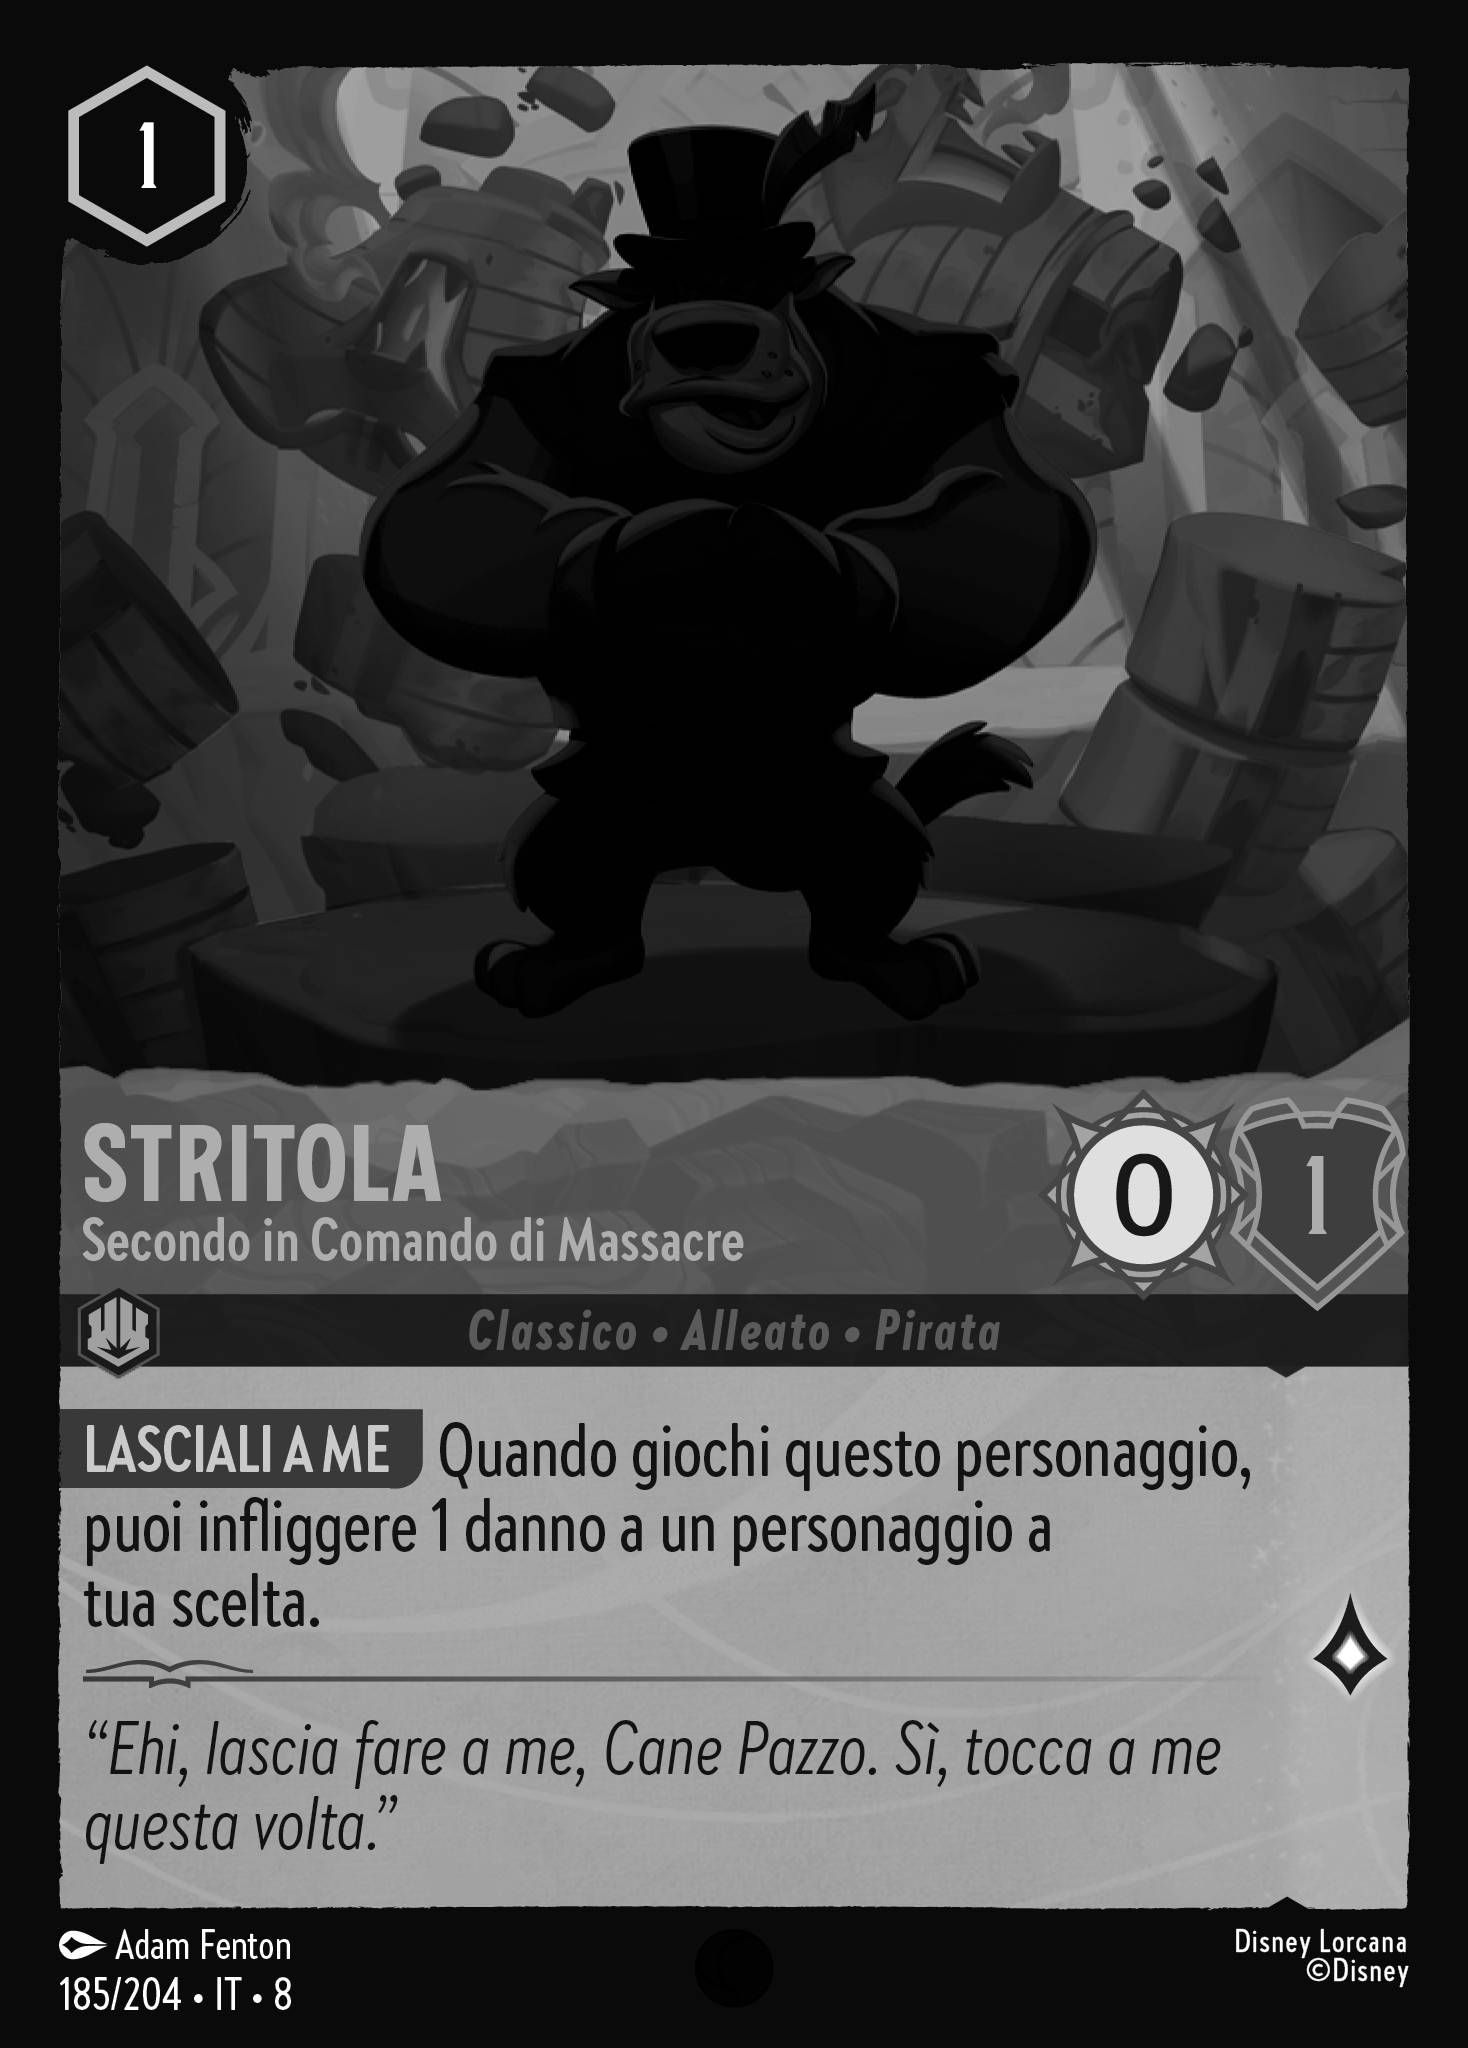 1
STRITOLA
Secondo in Comando di Massacre
0
1
Classico • Alleato • Pirata
LASCIALI A ME Quando giochi questo personaggio,
puoi infliggere 1 danno a un personaggio a
tua scelta.
“Ehi, lascia fare a me, Cane Pazzo. Sì, tocca a me
questa volta.”
Adam Fenton
185/204 • IT • 8
Disney Lorcana
©Disney